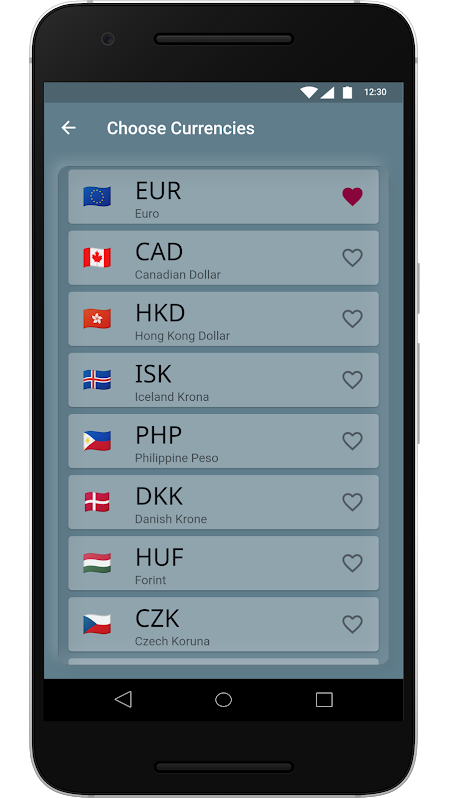 12:30
Choose Currencies
EUR
Euro
CAD
Canadian Dollar
HKD
Hong Kong Dollar
ISK
Iceland Krona
PHP
Philippine Peso
DKK
Danish Krone
HUF
Forint
CZK
Czech Koruna